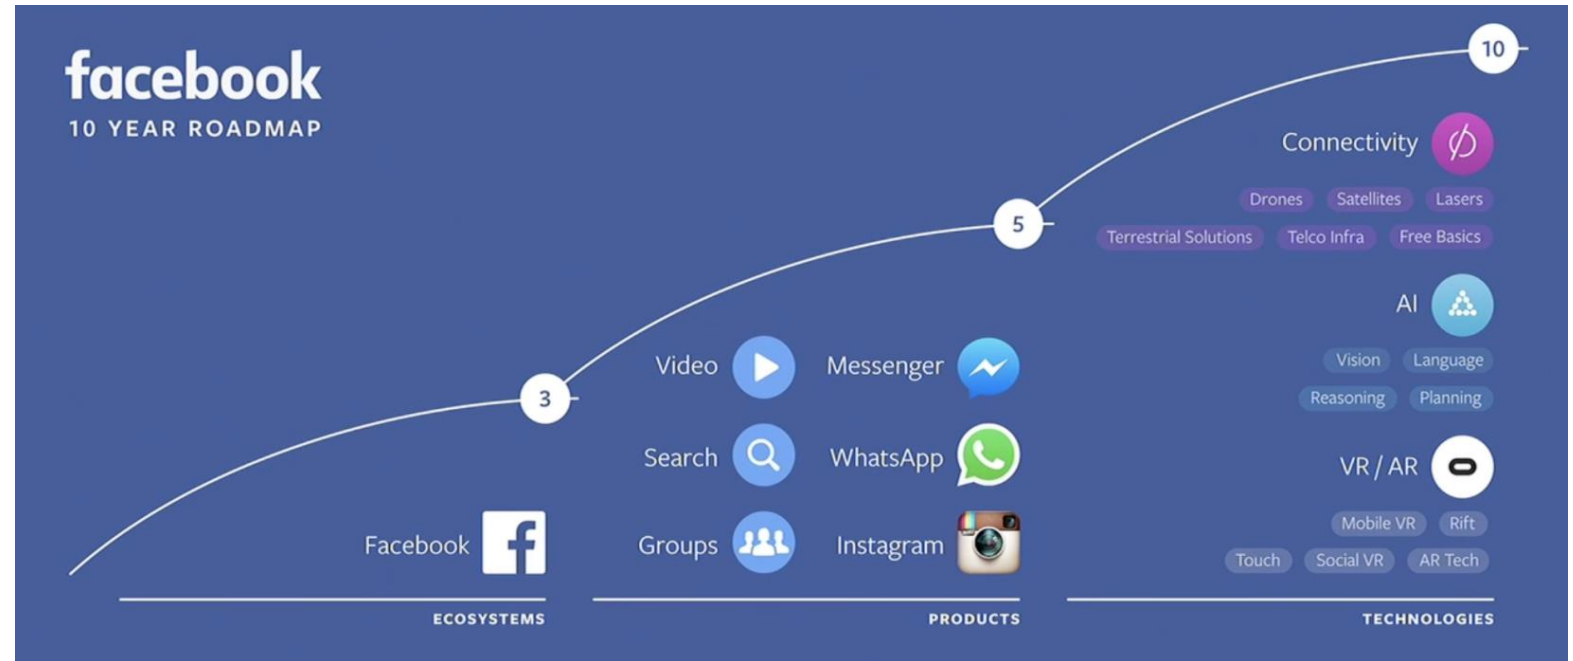 facebook
10 YEAR ROADMAP
3
5
10
Facebook
ECOSYSTEMS
Video
Messenger
Search
WhatsApp
Groups
Instagram
PRODUCTS
Connectivity
Drones Satellites Lasers
Terrestrial Solutions Telco Infra Free Basics
AI
Vision Language
Reasoning Planning
VR / AR
Mobile VR Rift
Touch Social VR AR Tech
TECHNOLOGIES